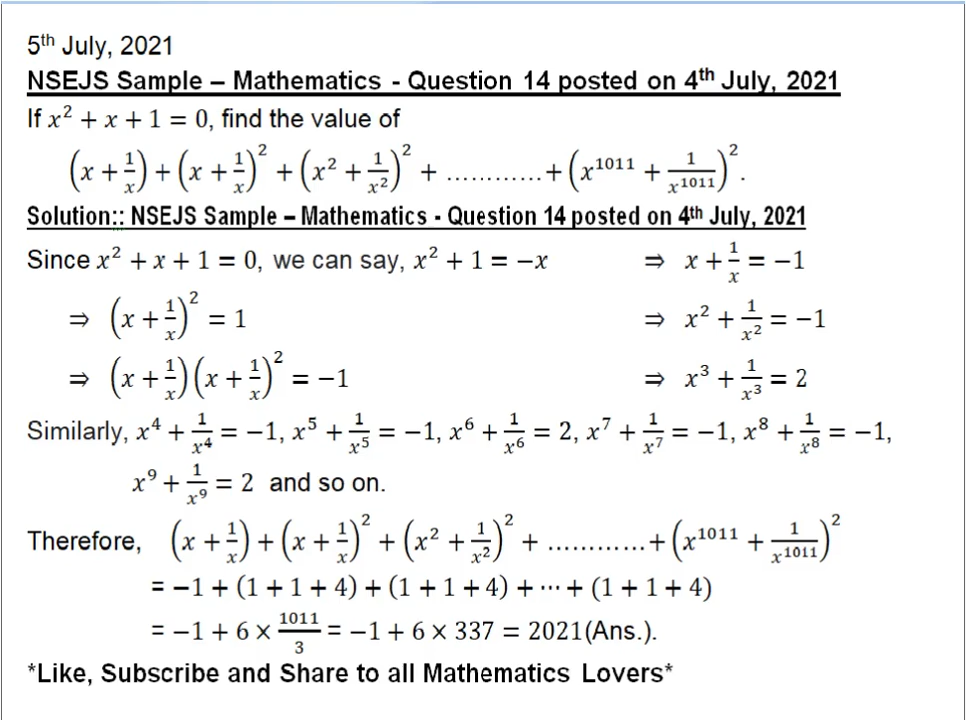 5th July, 2021
NSEJS Sample – Mathematics - Question 14 posted on 4th July, 2021
If x² + x + 1 = 0, find the value of
(x + 1/x) + (x + 1/x)² + (x² + 1/x²)² + ............ + (x¹⁰¹¹ + 1/x¹⁰¹¹)².
Solution:: NSEJS Sample – Mathematics - Question 14 posted on 4th July, 2021
Since x² + x + 1 = 0, we can say, x² + 1 = −x ⇒ x + 1/x = −1
⇒ (x + 1/x)² = 1 ⇒ x² + 1/x² = −1
⇒ (x + 1/x)(x + 1/x)² = −1 ⇒ x³ + 1/x³ = 2
Similarly, x⁴ + 1/x⁴ = −1, x⁵ + 1/x⁵ = −1, x⁶ + 1/x⁶ = 2, x⁷ + 1/x⁷ = −1, x⁸ + 1/x⁸ = −1,
x⁹ + 1/x⁹ = 2 and so on.
Therefore, (x + 1/x) + (x + 1/x)² + (x² + 1/x²)² + ............ + (x¹⁰¹¹ + 1/x¹⁰¹¹)²
= −1 + (1 + 1 + 4) + (1 + 1 + 4) + ⋯ + (1 + 1 + 4)
= −1 + 6 × 1011/3 = −1 + 6 × 337 = 2021(Ans.).
*Like, Subscribe and Share to all Mathematics Lovers*